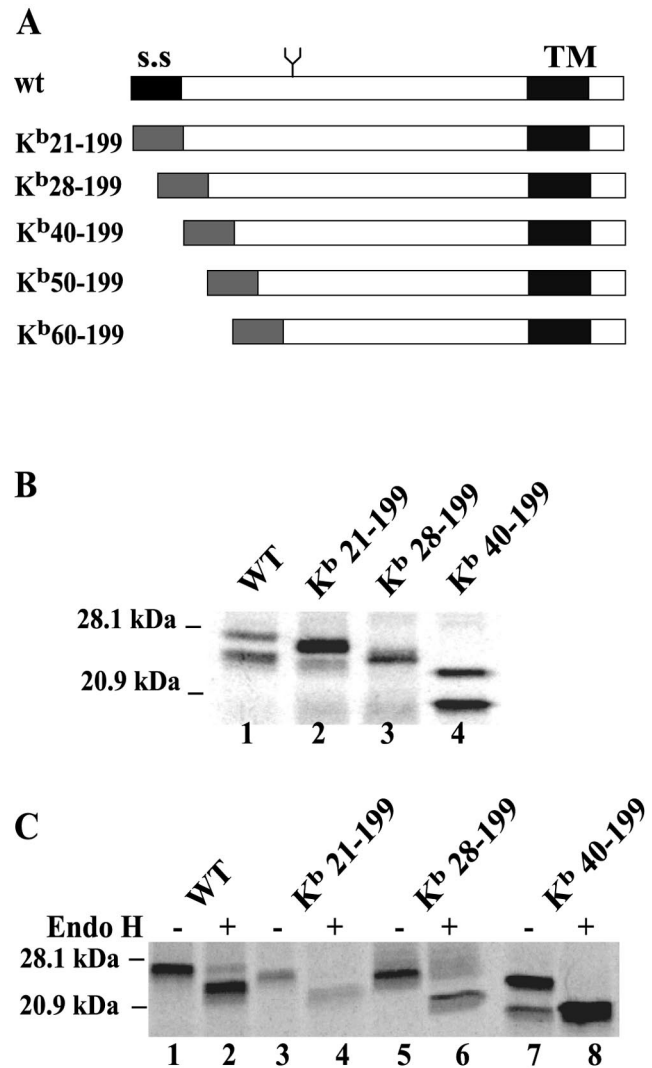 A
s.s TM
wt
Kᵇ21-199
Kᵇ28-199
Kᵇ40-199
Kᵇ50-199
Kᵇ60-199
B
WT Kᵇ 21-199 Kᵇ 28-199 Kᵇ 40-199
28.1 kDa
20.9 kDa
1 2 3 4
C
WT Kᵇ 21-199 Kᵇ 28-199 Kᵇ 40-199
Endo H - + - + - + - +
28.1 kDa
20.9 kDa
1 2 3 4 5 6 7 8